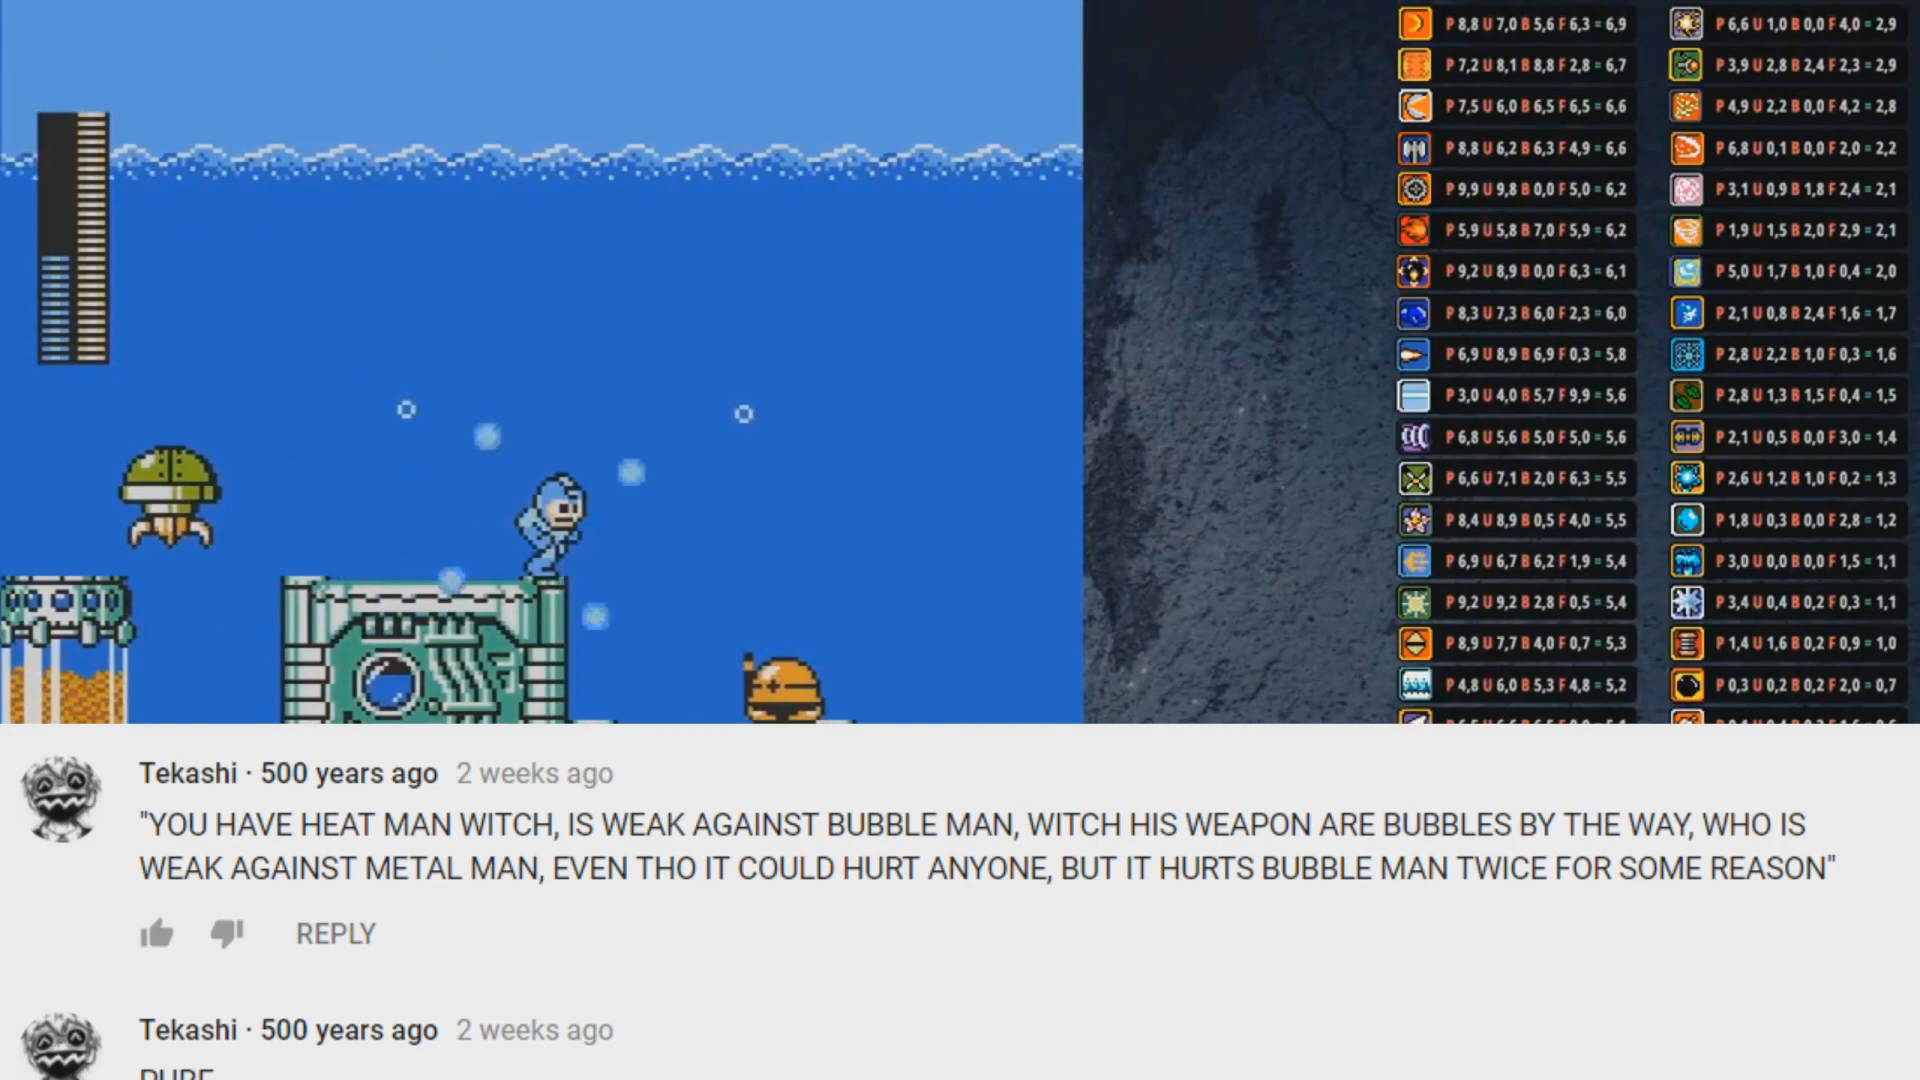 P 8,8 U 7,0 B 5,6 F 6,3 = 6,9
P 7,2 U 8,1 B 8,8 F 2,8 = 6,7
P 7,5 U 6,0 B 6,5 F 6,5 = 6,6
P 8,8 U 6,2 B 6,3 F 4,9 = 6,6
P 9,9 U 9,8 B 0,0 F 5,0 = 6,2
P 5,9 U 5,8 B 7,0 F 5,9 = 6,2
P 9,2 U 8,9 B 0,0 F 6,3 = 6,1
P 8,3 U 7,3 B 6,0 F 2,3 = 6,0
P 6,9 U 8,9 B 6,9 F 0,3 = 5,8
P 3,0 U 4,0 B 5,7 F 9,9 = 5,6
P 6,8 U 5,6 B 5,0 F 5,0 = 5,6
P 6,6 U 7,1 B 2,0 F 6,3 = 5,5
P 8,4 U 8,9 B 0,5 F 4,0 = 5,5
P 6,9 U 6,7 B 6,2 F 1,9 = 5,4
P 9,2 U 9,2 B 2,8 F 0,5 = 5,4
P 8,9 U 7,7 B 4,0 F 0,7 = 5,3
P 4,8 U 6,0 B 5,3 F 4,8 = 5,2
P 6,6 U 1,0 B 0,0 F 4,0 = 2,9
P 3,9 U 2,8 B 2,4 F 2,3 = 2,9
P 4,9 U 2,2 B 0,0 F 4,2 = 2,8
P 6,8 U 0,1 B 0,0 F 2,0 = 2,2
P 3,1 U 0,9 B 1,8 F 2,4 = 2,1
P 1,9 U 1,5 B 2,0 F 2,9 = 2,1
P 5,0 U 1,7 B 1,0 F 0,4 = 2,0
P 2,1 U 0,8 B 2,4 F 1,6 = 1,7
P 2,8 U 2,2 B 1,0 F 0,3 = 1,6
P 2,8 U 1,3 B 1,5 F 0,4 = 1,5
P 2,1 U 0,5 B 0,0 F 3,0 = 1,4
P 2,6 U 1,2 B 1,0 F 0,2 = 1,3
P 1,8 U 0,3 B 0,0 F 2,8 = 1,2
P 3,0 U 0,0 B 0,0 F 1,5 = 1,1
P 3,4 U 0,4 B 0,2 F 0,3 = 1,1
P 1,4 U 1,6 B 0,2 F 0,9 = 1,0
P 0,3 U 0,2 B 0,2 F 2,0 = 0,7
Tekashi · 500 years ago 2 weeks ago
"YOU HAVE HEAT MAN WITCH, IS WEAK AGAINST BUBBLE MAN, WITCH HIS WEAPON ARE BUBBLES BY THE WAY, WHO IS
WEAK AGAINST METAL MAN, EVEN THO IT COULD HURT ANYONE, BUT IT HURTS BUBBLE MAN TWICE FOR SOME REASON"
REPLY
Tekashi · 500 years ago 2 weeks ago